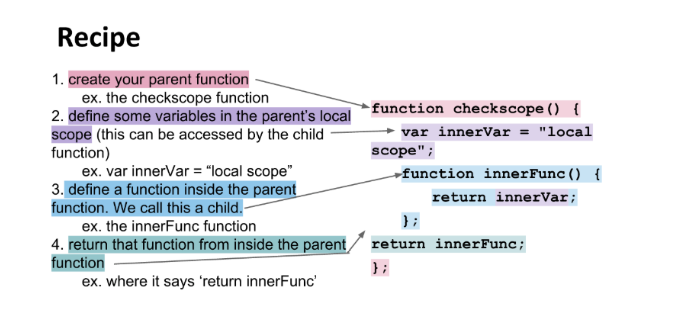 Recipe
1. create your parent function
ex. the checkscope function
2. define some variables in the parent's local
scope (this can be accessed by the child
function)
ex. var innerVar = “local scope”
3. define a function inside the parent
function. We call this a child.
ex. the innerFunc function
4. return that function from inside the parent
function
ex. where it says ‘return innerFunc’
function checkscope() {
var innerVar = "local
scope";
function innerFunc() {
return innerVar;
};
return innerFunc;
};